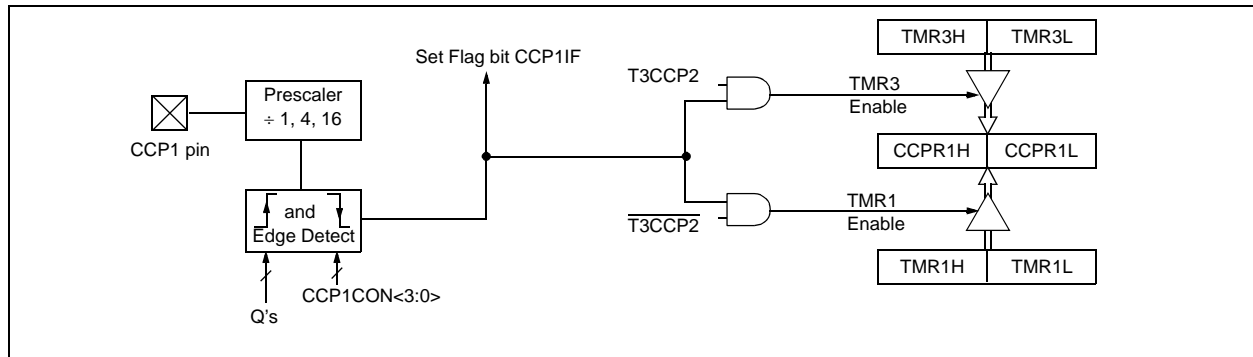 TMR3H TMR3L
Set Flag bit CCP1IF
T3CCP2
TMR3
Enable
Prescaler
÷ 1, 4, 16
CCP1 pin
CCPR1H CCPR1L
and
Edge Detect
TMR1
Enable
T3CCP2
TMR1H TMR1L
CCP1CON<3:0>
Q's